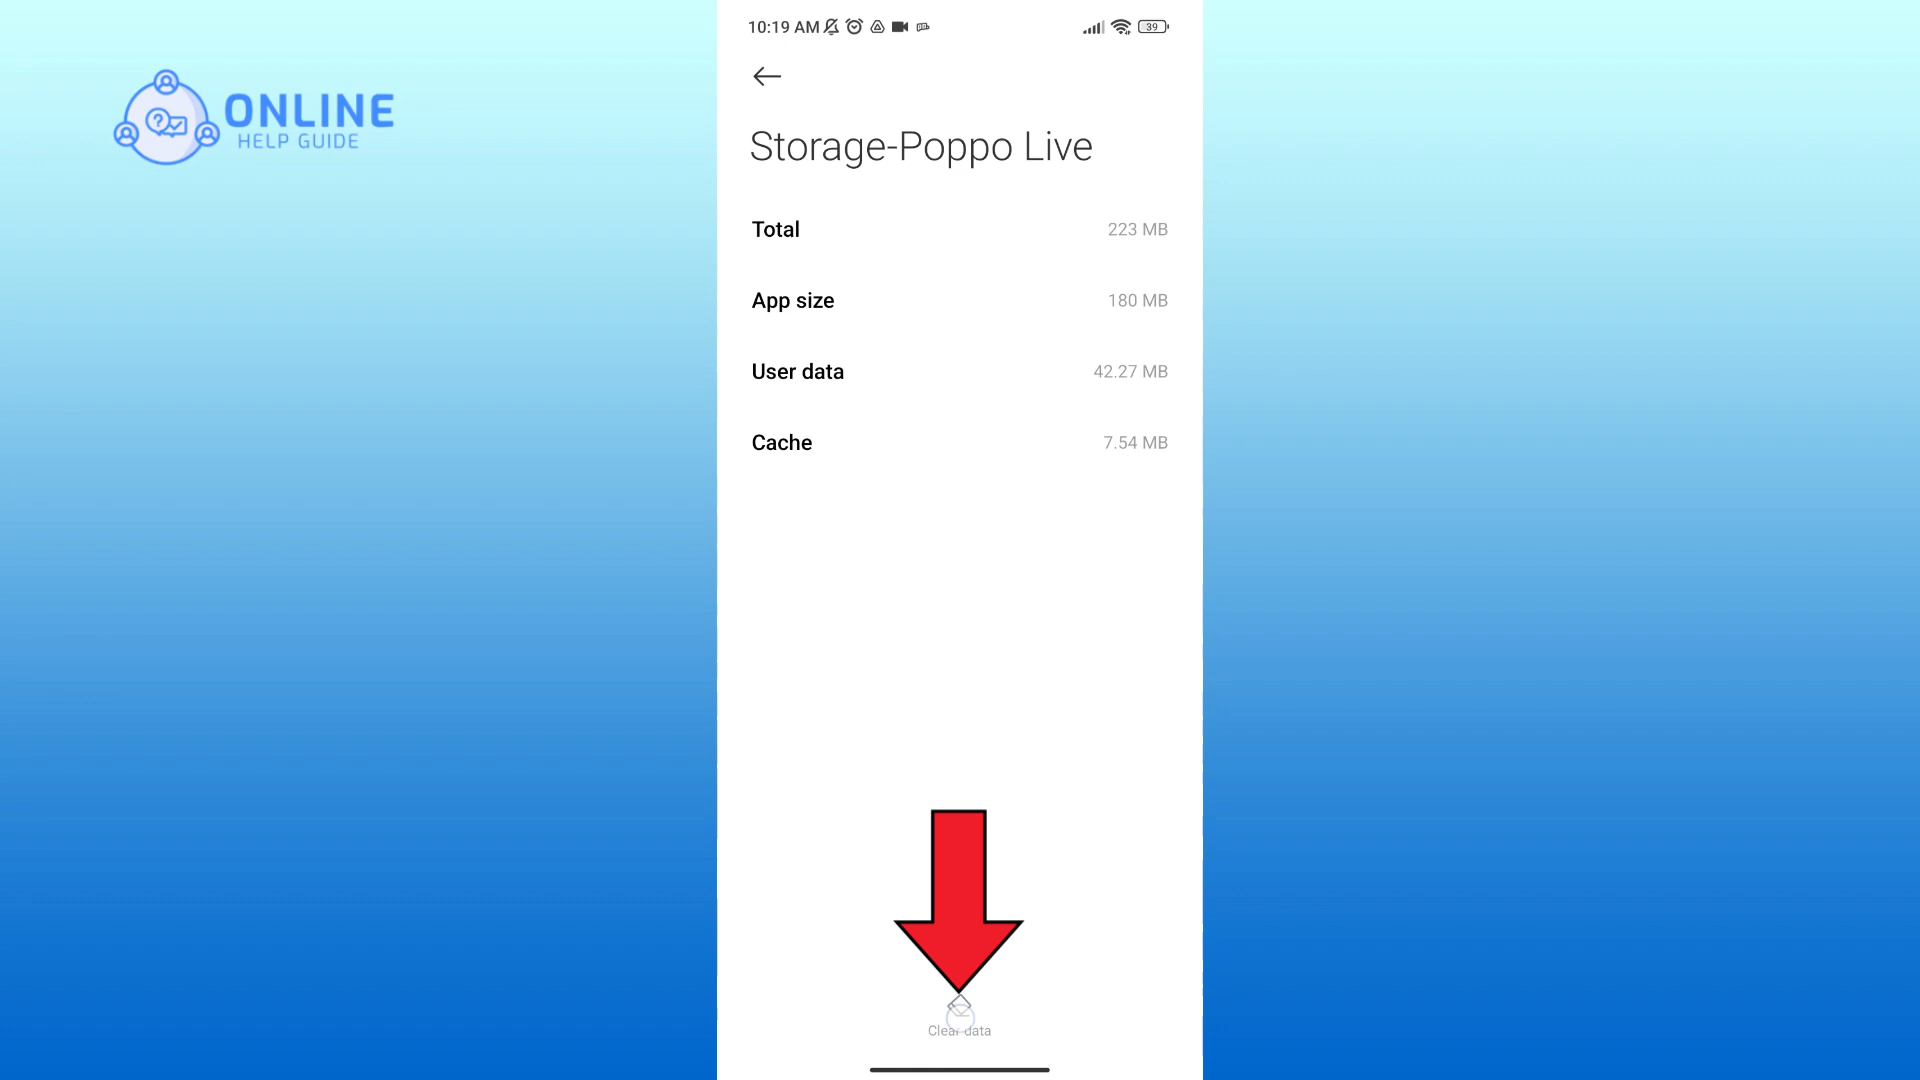 10:19 AM
39
ONLINE
HELP GUIDE
Storage-Poppo Live
Total 223 MB
App size 180 MB
User data 42.27 MB
Cache 7.54 MB
Clear data